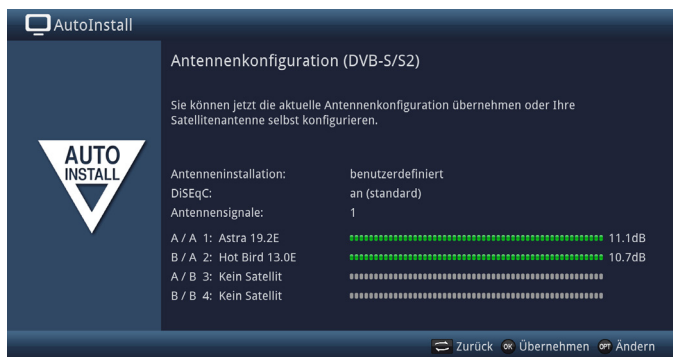 AutoInstall
Antennenkonfiguration (DVB-S/S2)
Sie können jetzt die aktuelle Antennenkonfiguration übernehmen oder Ihre
Satellitenantenne selbst konfigurieren.
AUTO
INSTALL
Antenneninstallation: benutzerdefiniert
DiSEqC: an (standard)
Antennensignale: 1
A / A 1: Astra 19.2E 11.1dB
B / A 2: Hot Bird 13.0E 10.7dB
A / B 3: Kein Satellit
B / B 4: Kein Satellit
Zurück OK Übernehmen OPT Ändern